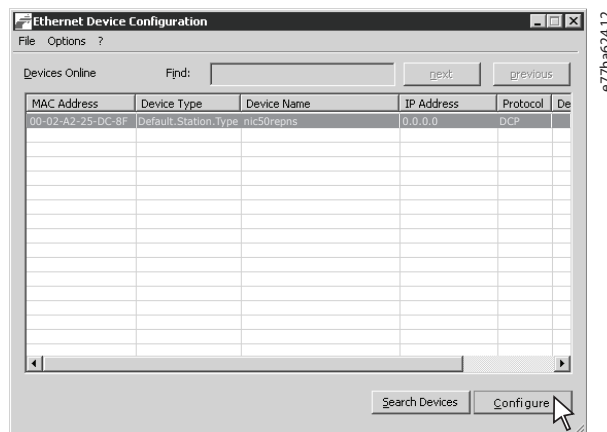 Ethernet Device Configuration
File Options ?
Devices Online Find: next previous
MAC Address Device Type Device Name IP Address Protocol De
00-02-A2-25-DC-8F Default.Station.Type nic50repns 0.0.0.0 DCP
Search Devices Configure